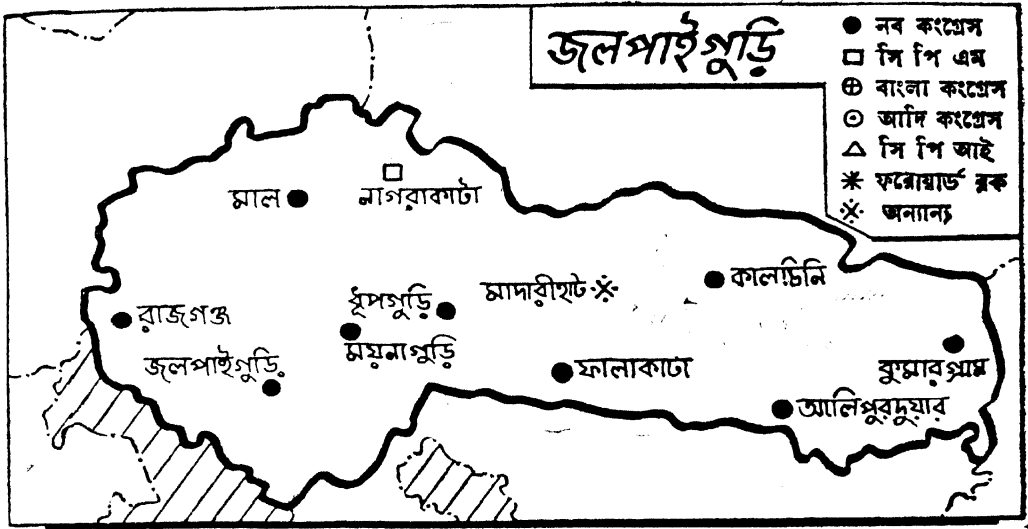 জলপাইগুড়ি
নব কংগ্রেস
সি পি এম
বাংলা কংগ্রেস
আদি কংগ্রেস
সি পি আই
ফরোয়ার্ড ব্লক
অন্যান্য
মাল
নাগরাকাটা
কালচিনি
মাদারীহাট
ধূপগুড়ি
রাজগঞ্জ
ময়নাগুড়ি
জলপাইগুড়ি
ফালাকাটা
কুমারগ্রাম
আলিপুরদুয়ার